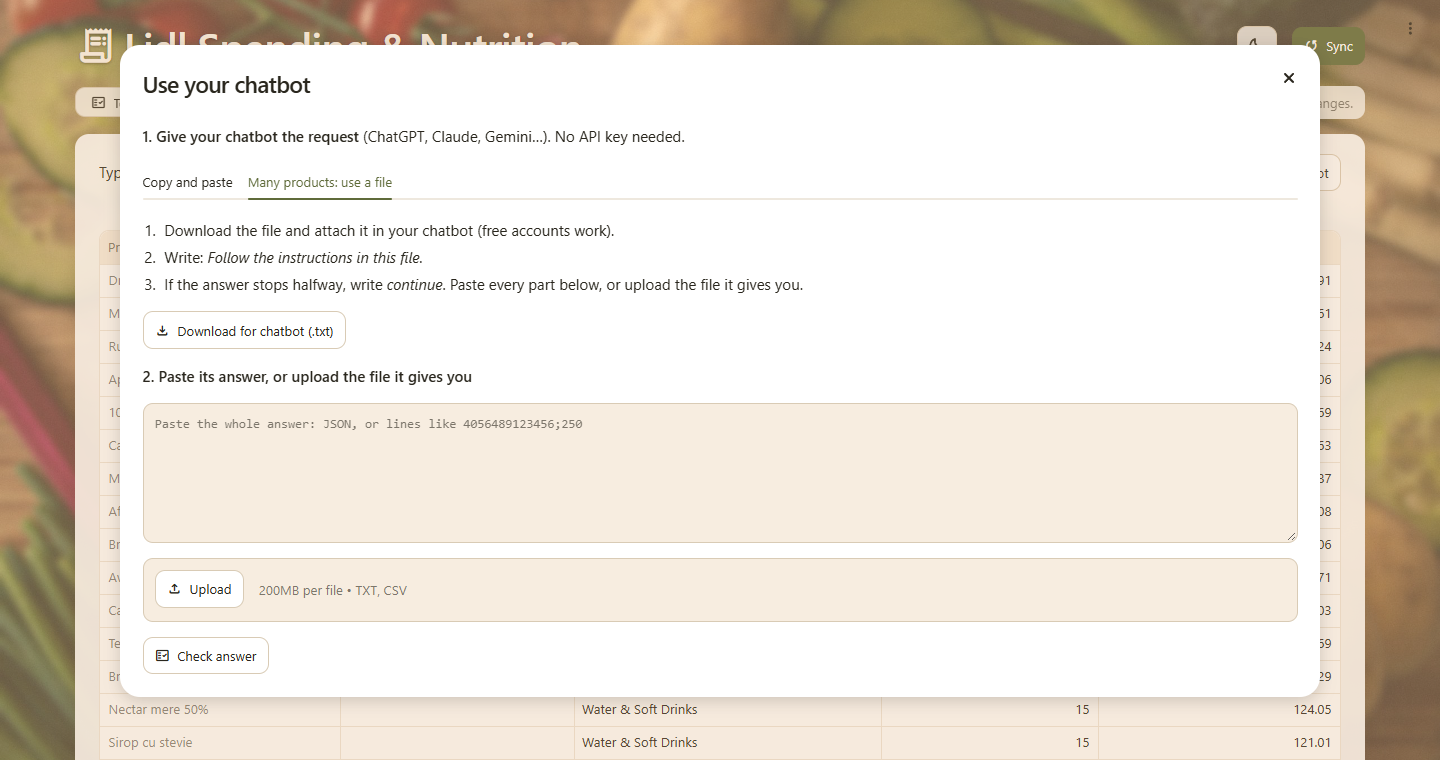 Lidl Spending & Nutrition
Sync
Use your chatbot
anges.
1. Give your chatbot the request (ChatGPT, Claude, Gemini...). No API key needed.
Typ
ot
Copy and paste
Many products: use a file
1. Download the file and attach it in your chatbot (free accounts work).
2. Write: Follow the instructions in this file.
3. If the answer stops halfway, write continue. Paste every part below, or upload the file it gives you.
Download for chatbot (.txt)
2. Paste its answer, or upload the file it gives you
Paste the whole answer: JSON, or lines like 4056489123456;250
Upload
200MB per file • TXT, CSV
Check answer
Nectar mere 50% Water & Soft Drinks 15 124.05
Sirop cu stevie Water & Soft Drinks 15 121.01